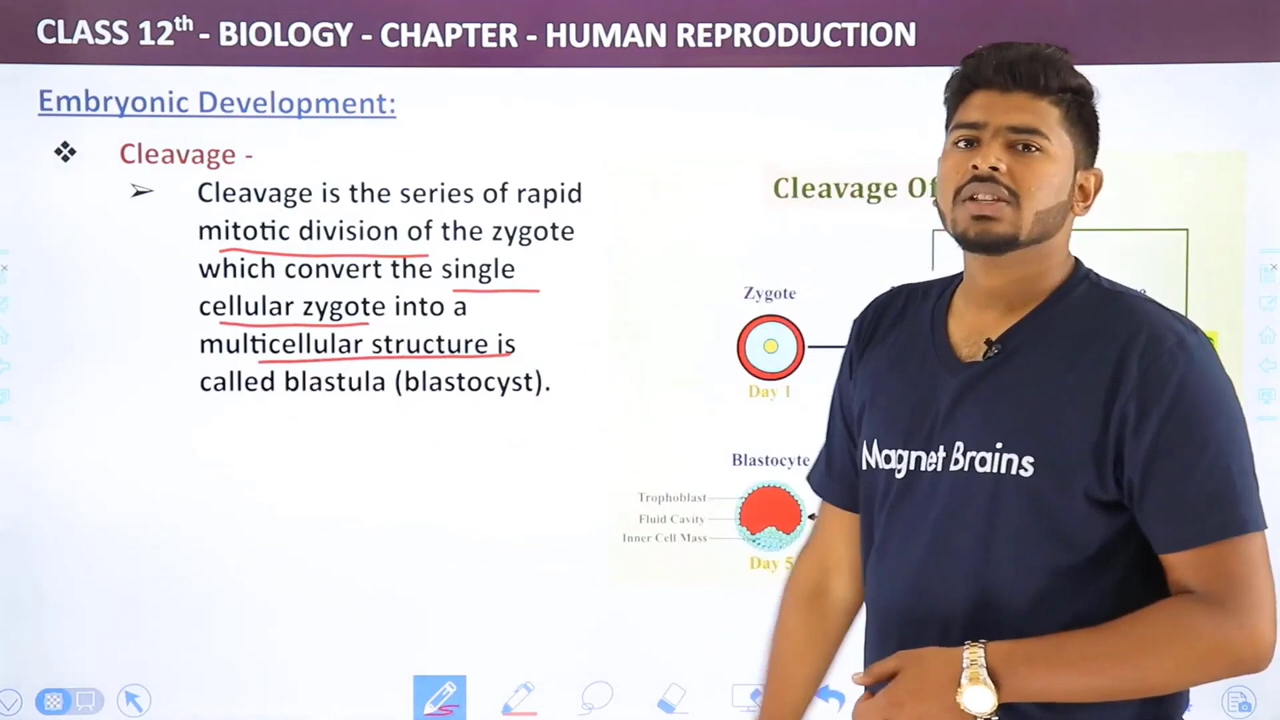 CLASS 12th - BIOLOGY - CHAPTER - HUMAN REPRODUCTION
Embryonic Development:
Cleavage -
Cleavage is the series of rapid
mitotic division of the zygote
which convert the single
cellular zygote into a
multicellular structure is
called blastula (blastocyst).
Cleavage Of
Zygote
Day 1
Blastocyte
Trophoblast
Fluid Cavity
Inner Cell Mass
Day 5
Magnet Brains